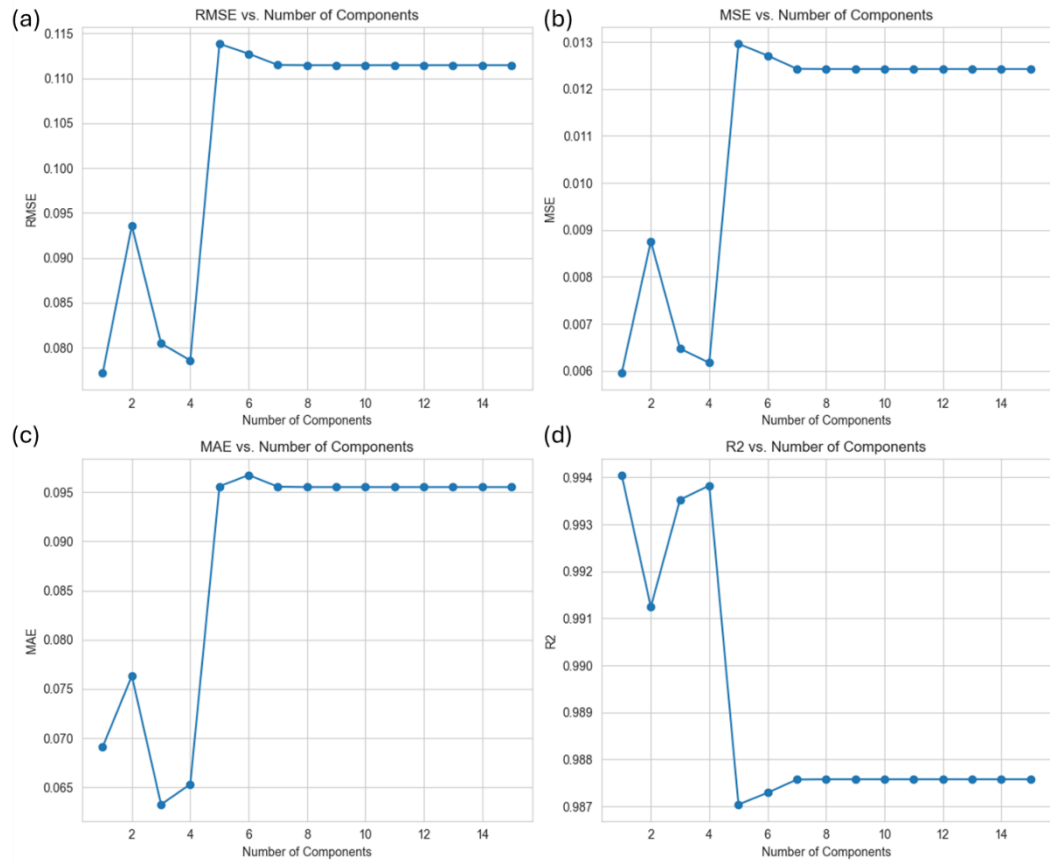 (a)
RMSE vs. Number of Components
0.115
0.110
0.105
0.100
0.095
0.090
0.085
0.080
RMSE
2 4 6 8 10 12 14
Number of Components
(b)
MSE vs. Number of Components
0.013
0.012
0.011
0.010
0.009
0.008
0.007
0.006
MSE
2 4 6 8 10 12 14
Number of Components
(c)
MAE vs. Number of Components
0.095
0.090
0.085
0.080
0.075
0.070
0.065
MAE
2 4 6 8 10 12 14
Number of Components
(d)
R2 vs. Number of Components
0.994
0.993
0.992
0.991
0.990
0.989
0.988
0.987
R2
2 4 6 8 10 12 14
Number of Components